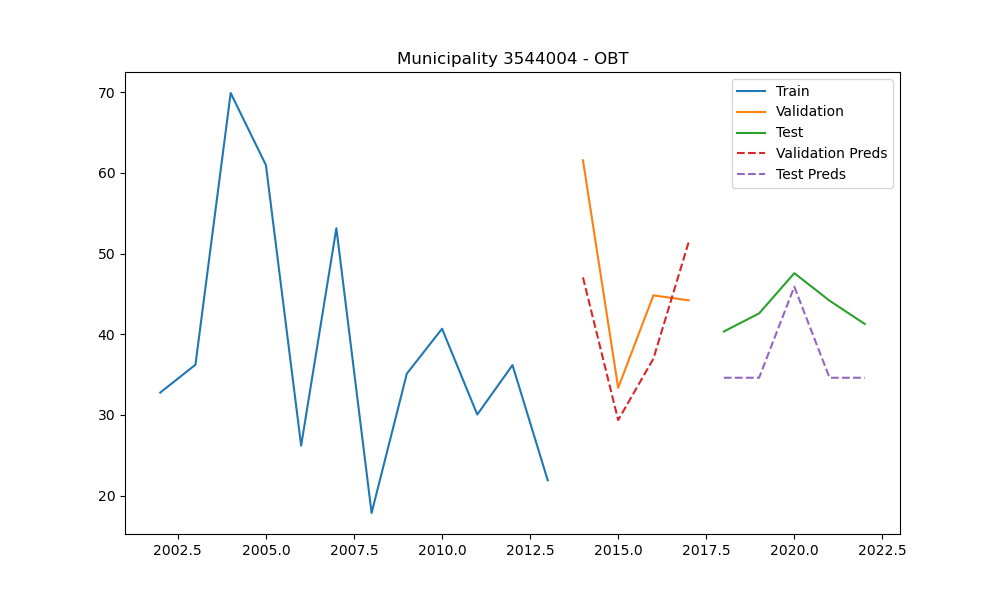 Municipality 3544004 - OBT
Train
Validation
Test
Validation Preds
Test Preds
70
60
50
40
30
20
2002.5 2005.0 2007.5 2010.0 2012.5 2015.0 2017.5 2020.0 2022.5